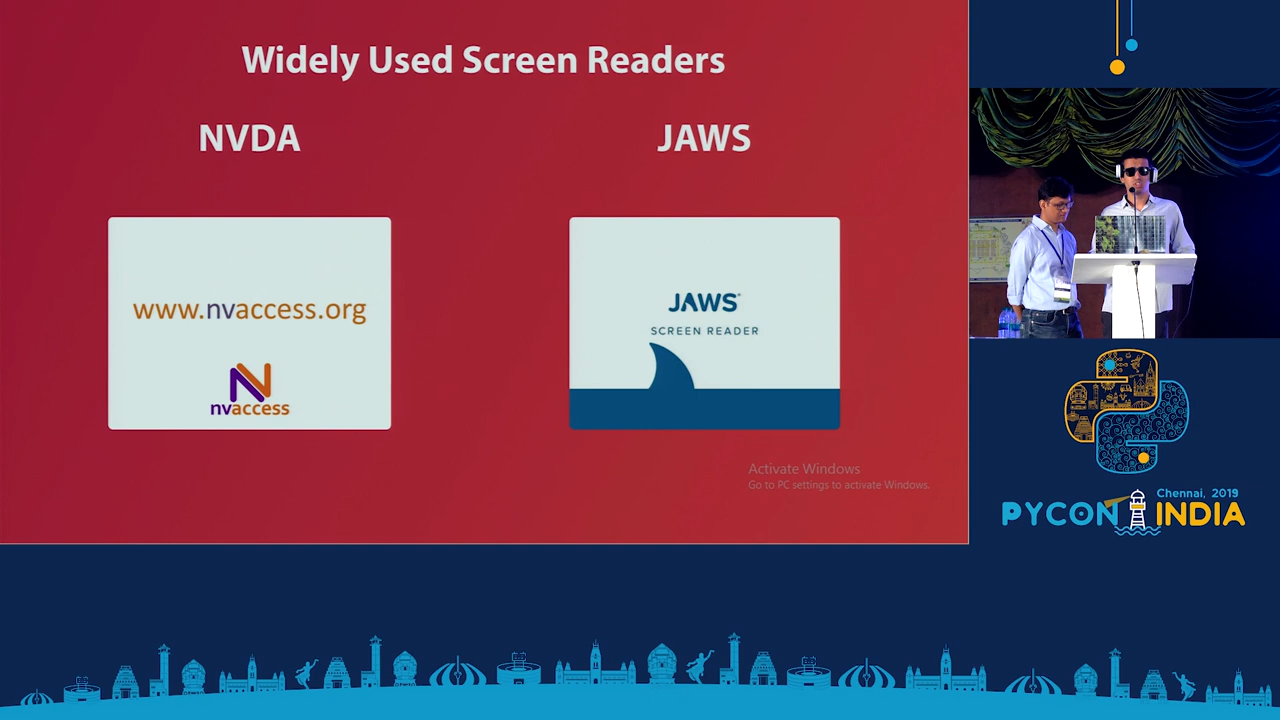 Widely Used Screen Readers
NVDA
JAWS
www.nvaccess.org
nvaccess
JAWS
SCREEN READER
Activate Windows
Go to PC settings to activate Windows.
Chennai, 2019
PYCON INDIA